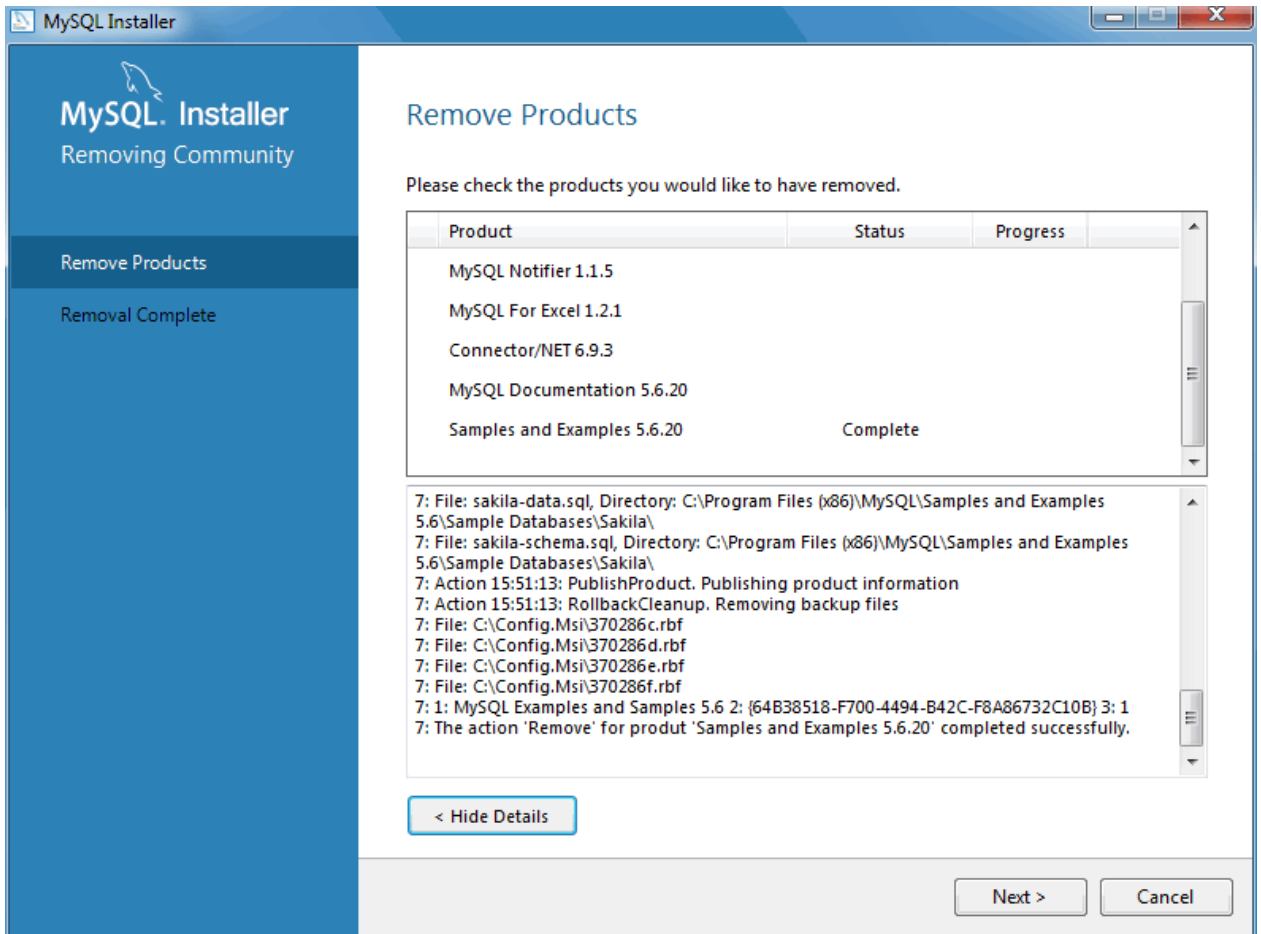 MySQL Installer
MySQL. Installer
Removing Community
Remove Products
Removal Complete
Remove Products
Please check the products you would like to have removed.
Product Status Progress
MySQL Notifier 1.1.5
MySQL For Excel 1.2.1
Connector/NET 6.9.3
MySQL Documentation 5.6.20
Samples and Examples 5.6.20 Complete
7: File: sakila-data.sql, Directory: C:\Program Files (x86)\MySQL\Samples and Examples
5.6\Sample Databases\Sakila\
7: File: sakila-schema.sql, Directory: C:\Program Files (x86)\MySQL\Samples and Examples
5.6\Sample Databases\Sakila\
7: Action 15:51:13: PublishProduct. Publishing product information
7: Action 15:51:13: RollbackCleanup. Removing backup files
7: File: C:\Config.Msi\370286c.rbf
7: File: C:\Config.Msi\370286d.rbf
7: File: C:\Config.Msi\370286e.rbf
7: File: C:\Config.Msi\370286f.rbf
7: 1: MySQL Examples and Samples 5.6 2: {64B38518-F700-4494-B42C-F8A86732C10B} 3: 1
7: The action 'Remove' for produt 'Samples and Examples 5.6.20' completed successfully.
< Hide Details
Next >
Cancel